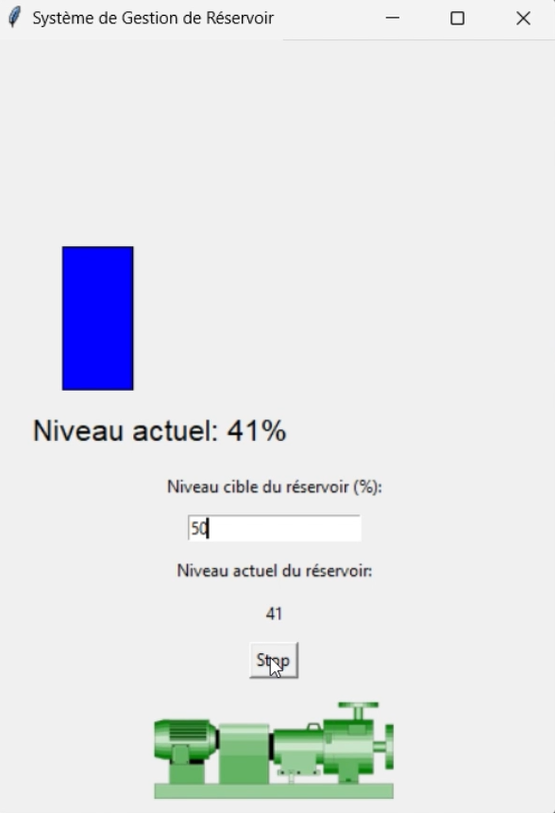 Système de Gestion de Réservoir
Niveau actuel: 41%
Niveau cible du réservoir (%):
50
Niveau actuel du réservoir:
41
Stop